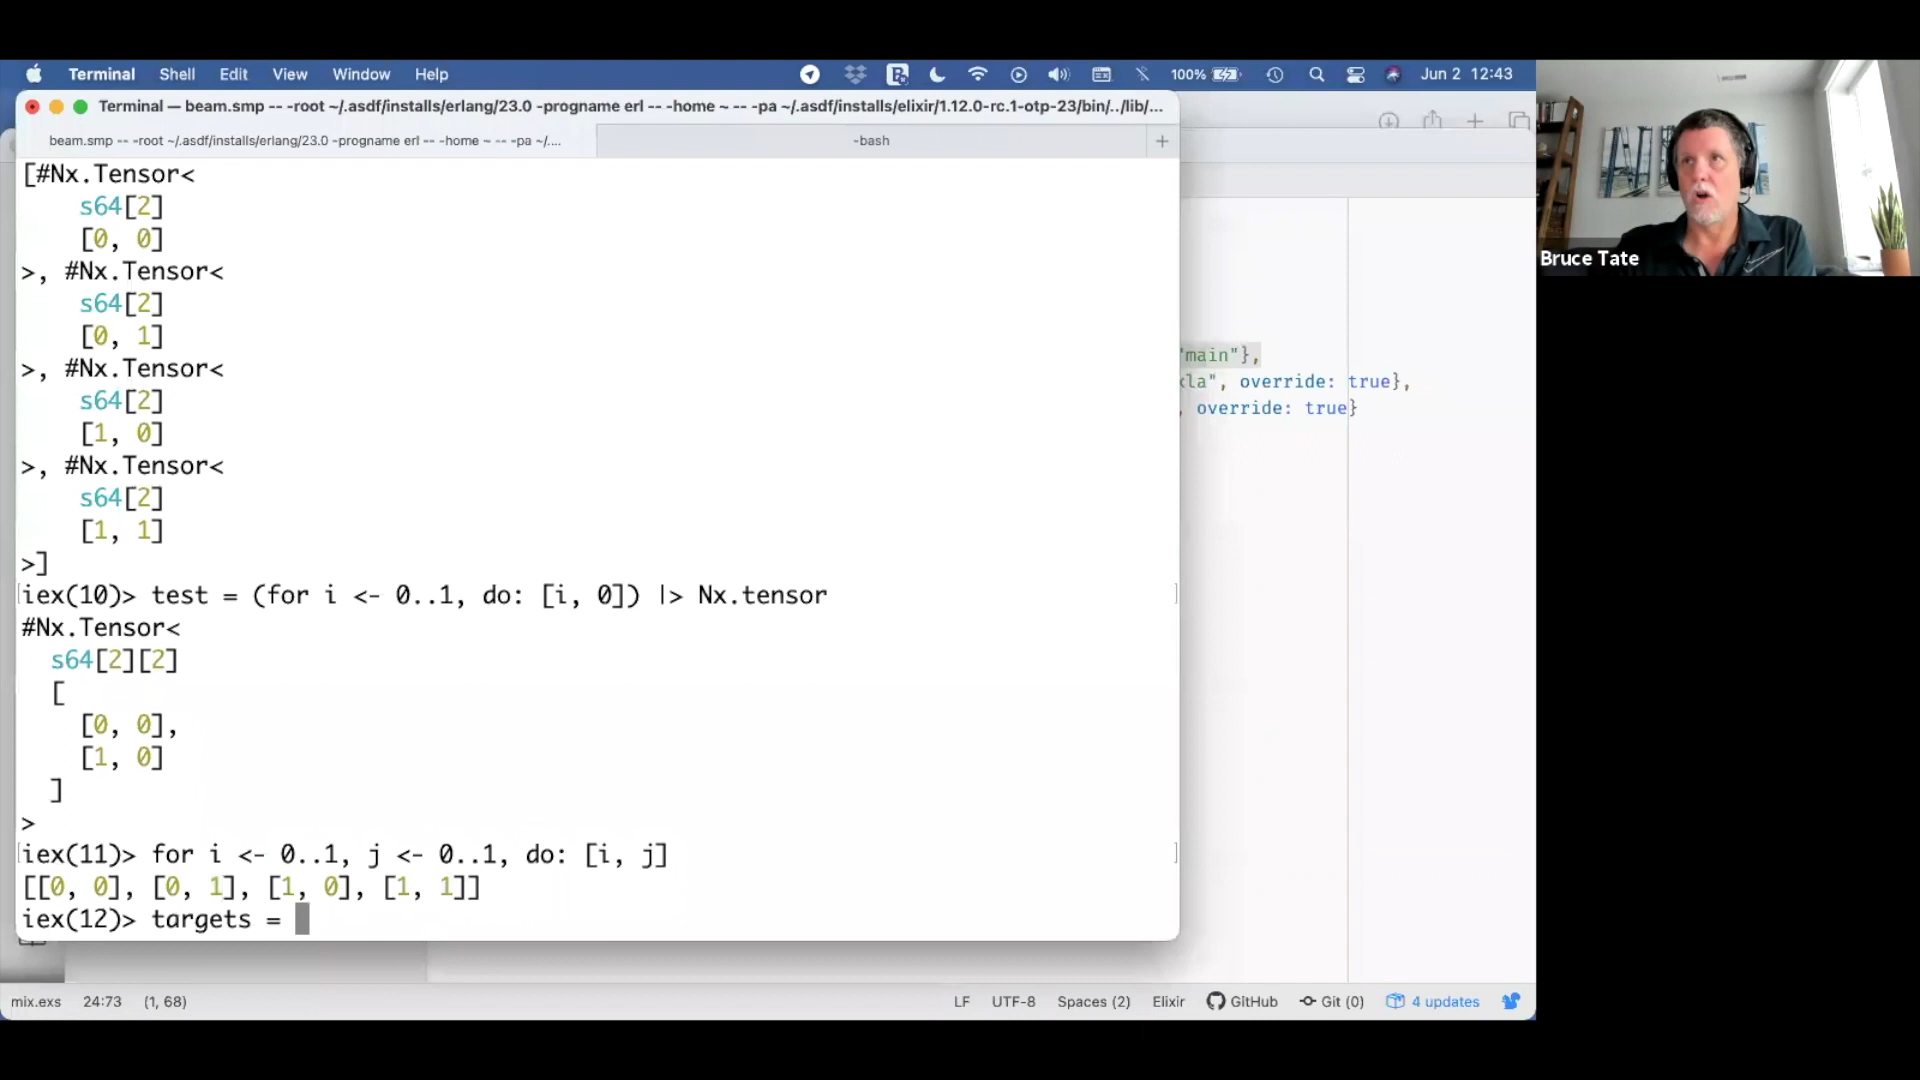 Terminal Shell Edit View Window Help 100% Jun 2 12:43
Terminal — beam.smp -- -root ~/.asdf/installs/erlang/23.0 -progname erl -- -home ~ -- -pa ~/.asdf/installs/elixir/1.12.0-rc.1-otp-23/bin/../lib/...
beam.smp -- -root ~/.asdf/installs/erlang/23.0 -progname erl -- -home ~ -- -pa ~/.... -bash
[#Nx.Tensor<
s64[2]
[0, 0]
>, #Nx.Tensor<
s64[2]
[0, 1]
>, #Nx.Tensor<
s64[2]
[1, 0]
>, #Nx.Tensor<
s64[2]
[1, 1]
>]
iex(10)> test = (for i <- 0..1, do: [i, 0]) |> Nx.tensor
#Nx.Tensor<
s64[2][2]
[
[0, 0],
[1, 0]
]
>
iex(11)> for i <- 0..1, j <- 0..1, do: [i, j]
[[0, 0], [0, 1], [1, 0], [1, 1]]
iex(12)> targets =
"main"},
xla", override: true},
, override: true}
mix.exs 24:73 (1, 68) LF UTF-8 Spaces (2) Elixir GitHub Git (0) 4 updates
Bruce Tate